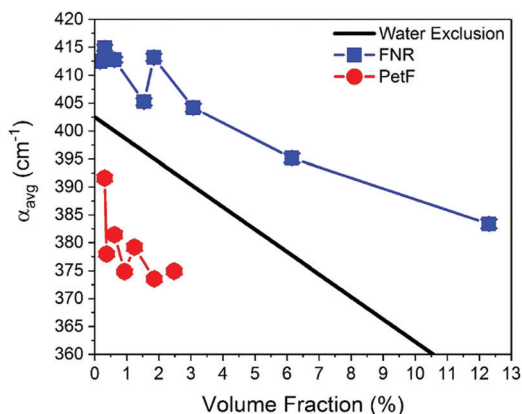 420
415
410
405
400
395
390
385
380
375
370
365
360
α_avg (cm⁻¹)
Water Exclusion
FNR
PetF
0 1 2 3 4 5 6 7 8 9 10 11 12 13
Volume Fraction (%)